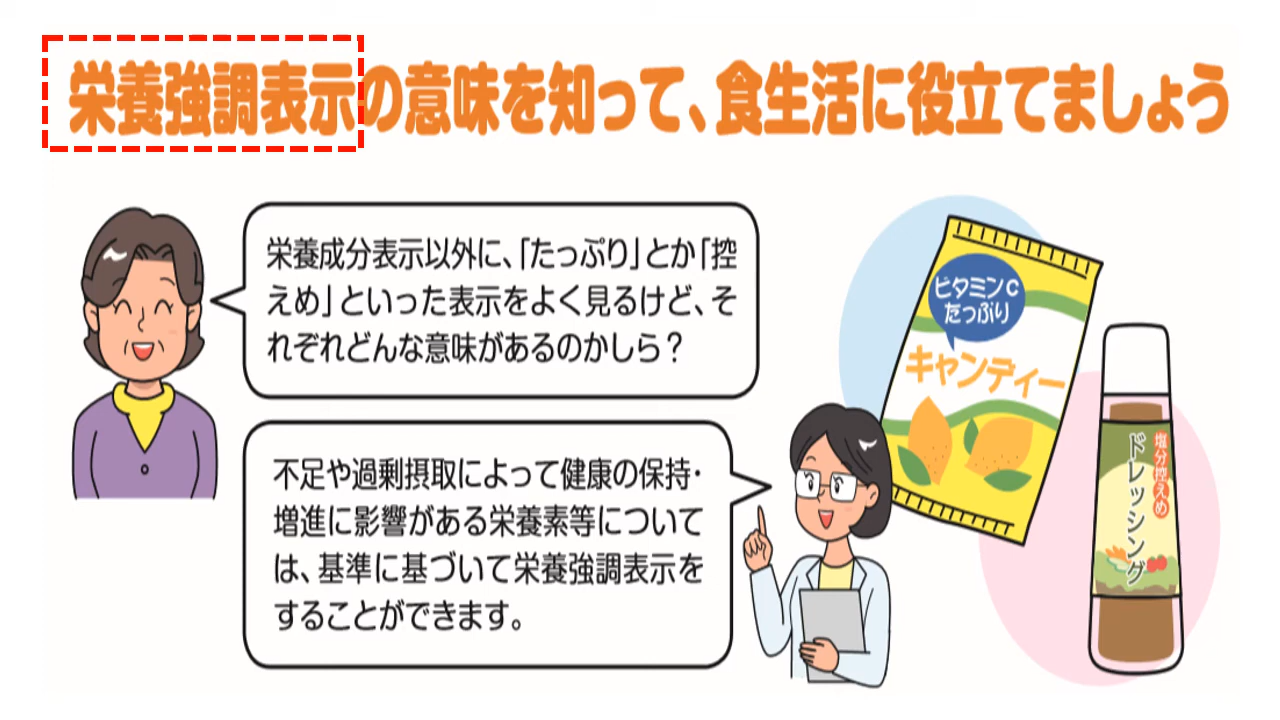 栄養強調表示の意味を知って、食生活に役立てましょう
栄養成分表示以外に、「たっぷり」とか「控
えめ」といった表示をよく見るけど、そ
れぞれどんな意味があるのかしら？
不足や過剰摂取によって健康の保持・
増進に影響がある栄養素等について
は、基準に基づいて栄養強調表示を
することができます。
ビタミンC
たっぷり
キャンディー
塩分控えめ
ドレッシング